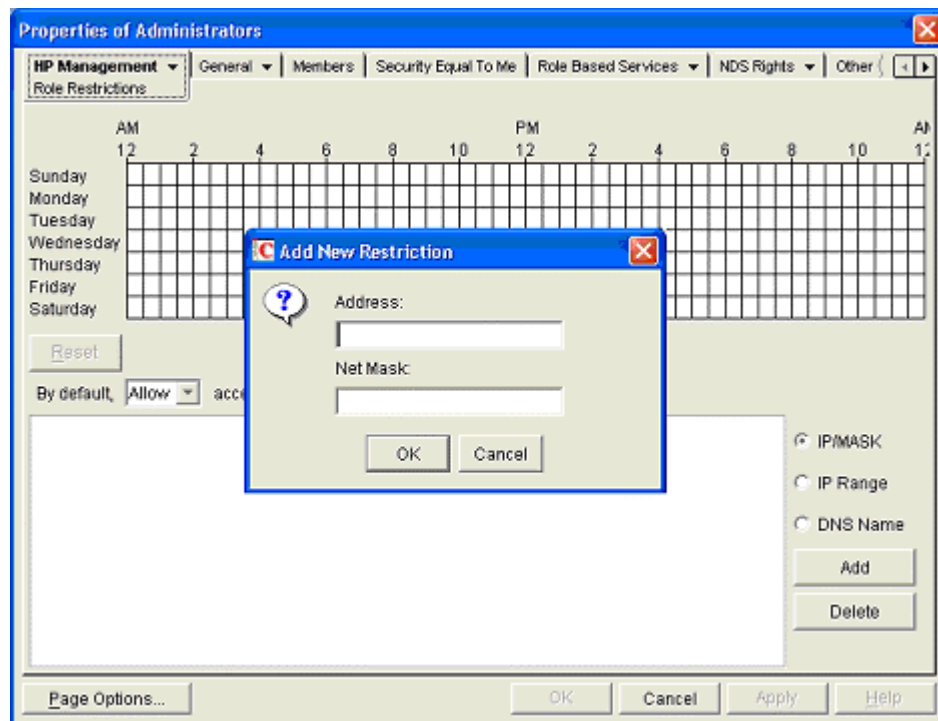 Properties of Administrators
HP Management General Members Security Equal To Me Role Based Services NDS Rights Other
Role Restrictions
AM PM AM
12 2 4 6 8 10 12 2 4 6 8 10 12
Sunday
Monday
Tuesday
Wednesday
Thursday
Friday
Saturday
Reset
By default, Allow
Add New Restriction
Address:
Net Mask:
OK Cancel
IP/MASK
IP Range
DNS Name
Add
Delete
Page Options... OK Cancel Apply Help